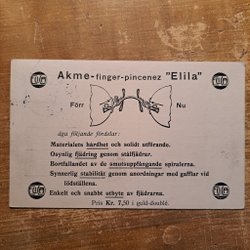 Akme-finger-pincenez "Elila"
Förr Nu
äga följande fördelar:
Materialets hårdhet och solidt utförande.
Osynlig fjädring genom stålfjädrar.
Bortfallandet av de smutsuppfångande spiralerna.
Synnerlig stabilitet genom anordningar med gafflar vid
lödställena.
Enkelt och snabbt utbyte av fjädrarna.
Pris Kr. 7,50 i guld-doublé.